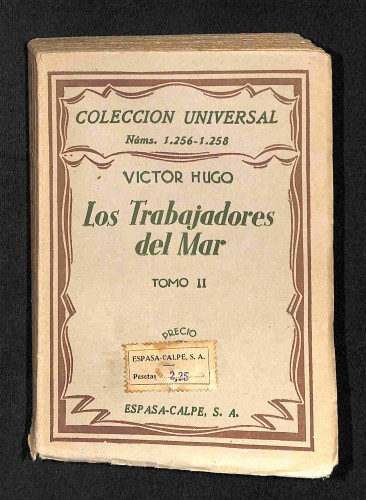 COLECCION UNIVERSAL
Núms. 1.256-1.258
VICTOR HUGO
Los Trabajadores
del Mar
TOMO II
PRECIO
ESPASA-CALPE, S. A.
Pesetas 2,25
ESPASA-CALPE, S. A.